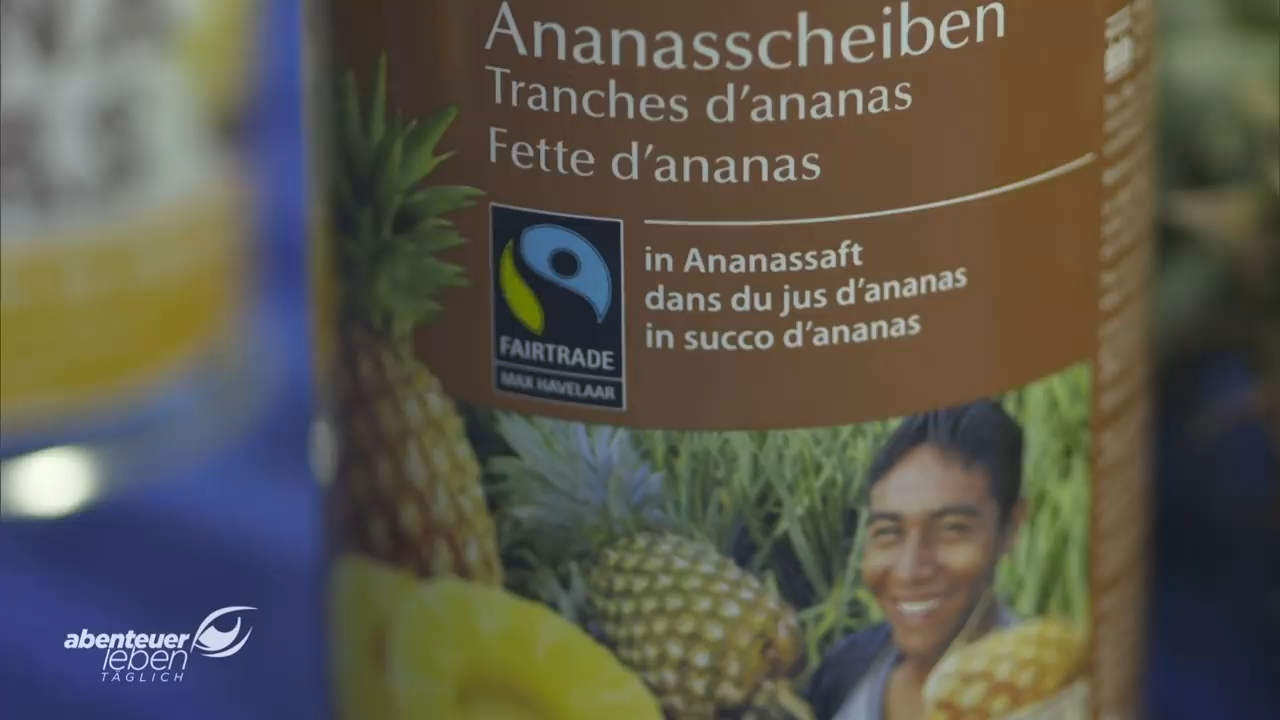 Ananasscheiben
Tranches d'ananas
Fette d'ananas
FAIRTRADE
MAX HAVELAAR
in Ananassaft
dans du jus d'ananas
in succo d'ananas
abenteuer
leben
TÄGLICH